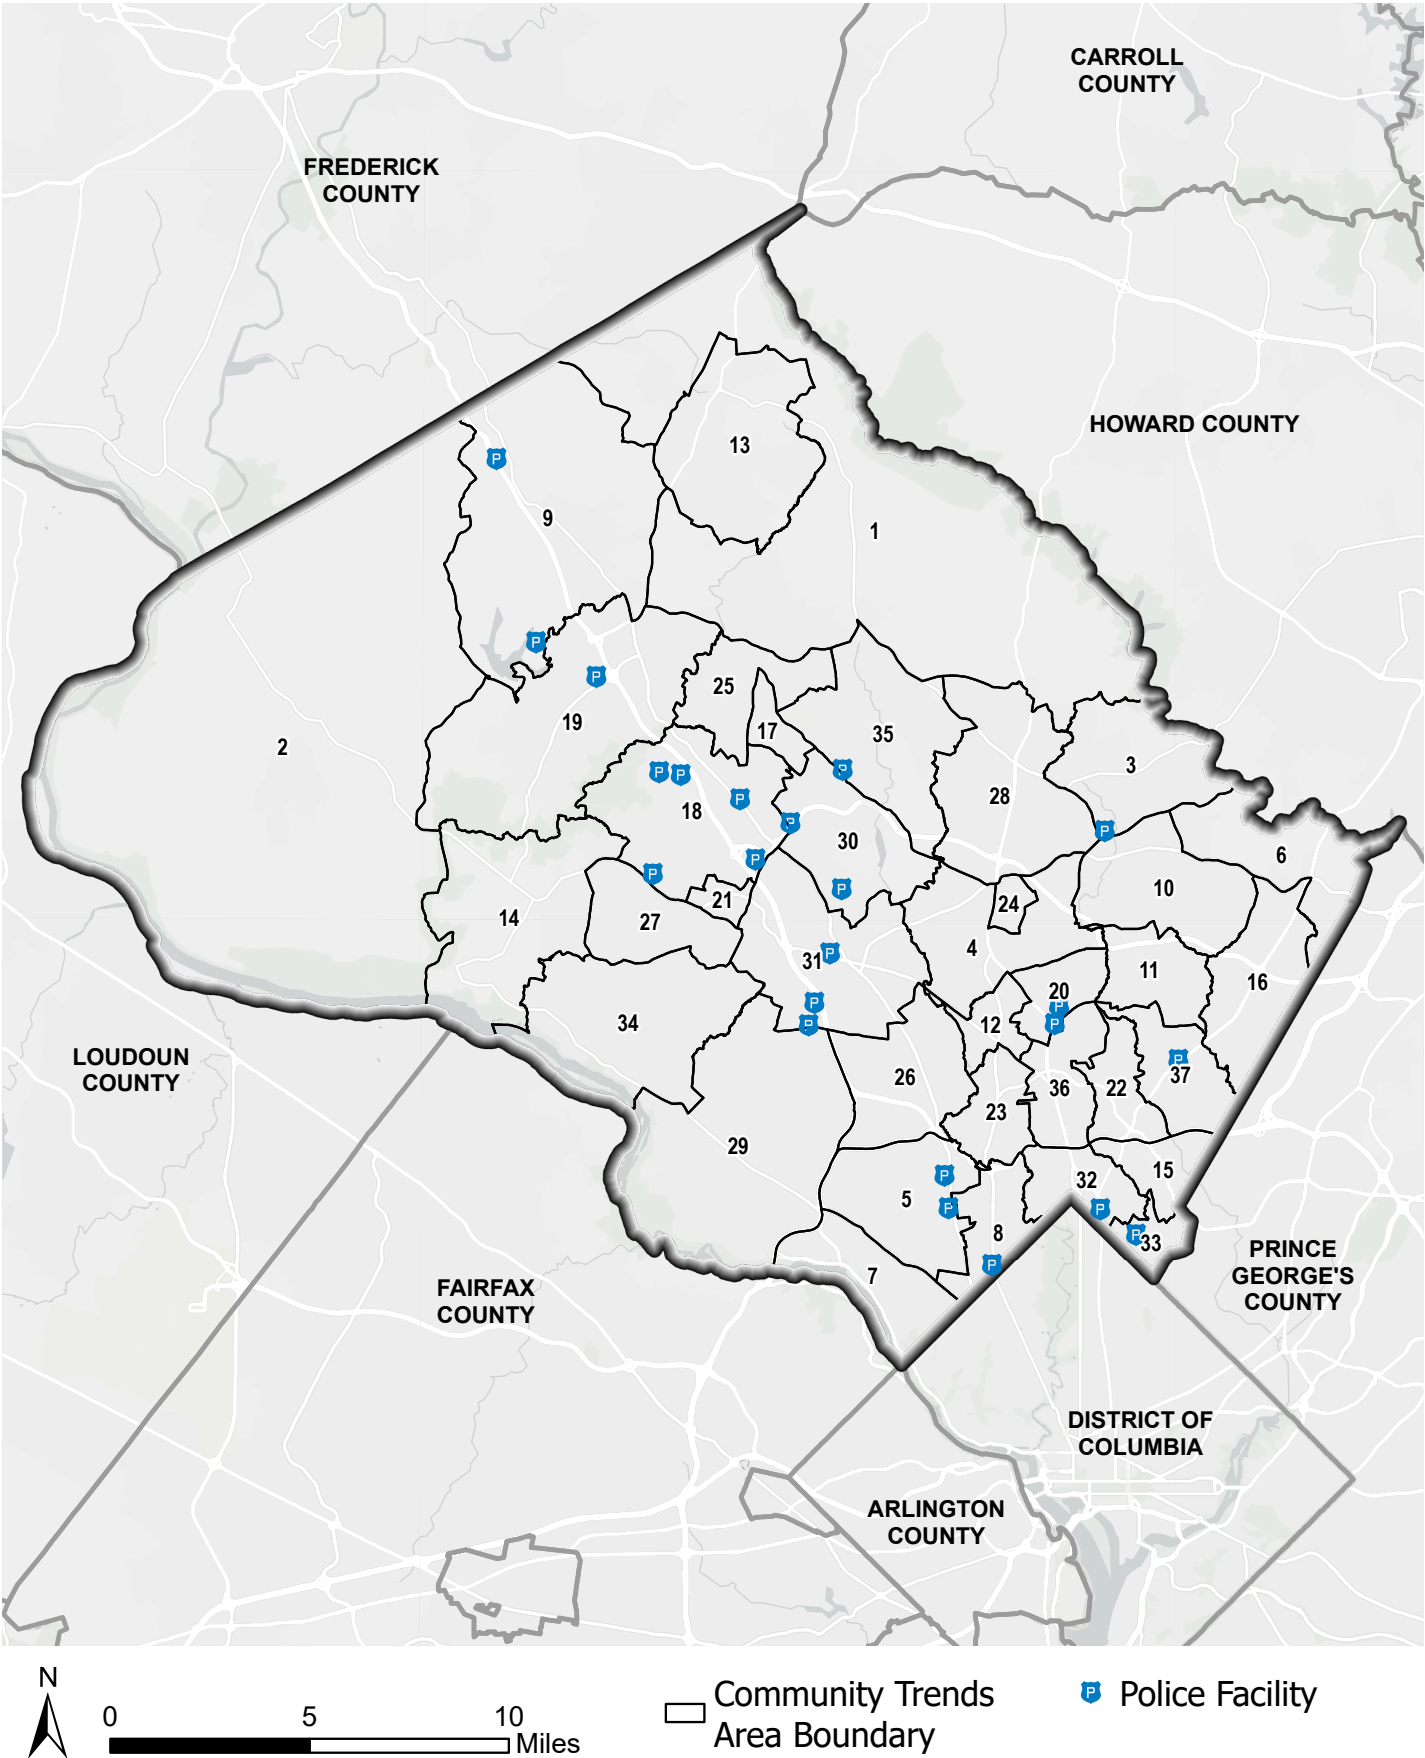 CARROLL
COUNTY
FREDERICK
COUNTY
HOWARD COUNTY
13
P
9
1
P
P
25
19
17
35
2
3
P
P
P
28
P
18
P
P
30
6
P
P
P
10
21
24
14
27
4
31
P
11
16
20
P
P
34
12
P
P
LOUDOUN
COUNTY
P
37
26
36
22
23
29
15
P
32
5
P
P
8
P
33
PRINCE
GEORGE'S
COUNTY
P
7
FAIRFAX
COUNTY
DISTRICT OF
COLUMBIA
ARLINGTON
COUNTY
N
0 5 10
Miles
Community Trends
Area Boundary
P Police Facility